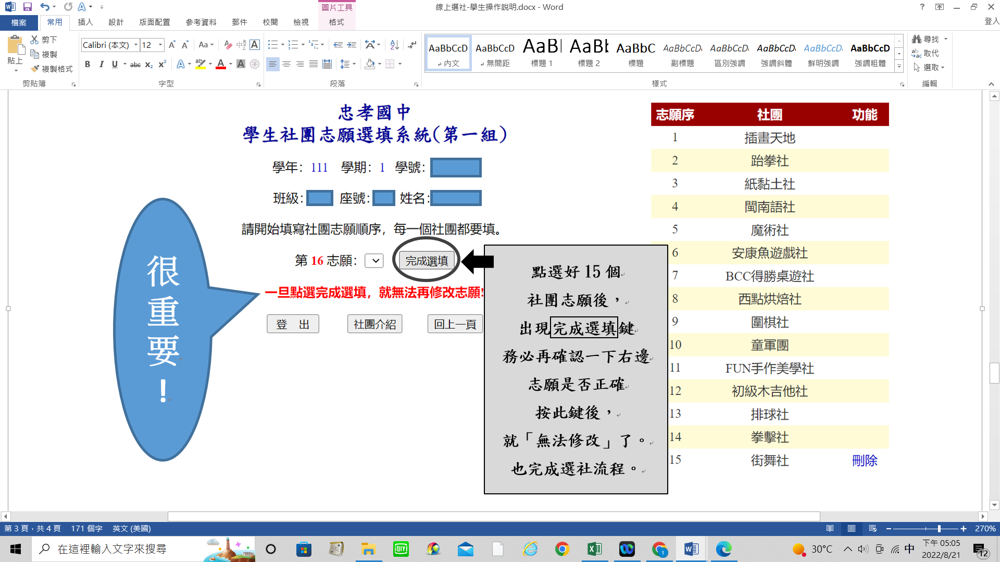 圖片工具
線上選社-學生操作說明.docx - Word
登入
檔案 常用 插入 設計 版面配置 參考資料 郵件 校閱 檢視 格式
貼上
剪下
複製
複製格式
剪貼簿
Calibri (本文) 12
字型
段落
AaBbCcD AaBbCcD AaBl AaBl AaBbC AaBbCcDc AaBbCcDc AaBbCcDc AaBbCcDc AaBbCcD
內文 無間距 標題 1 標題 2 標題 副標題 區別強調 強調斜體 鮮明強調 強調粗體
樣式
尋找
取代
選取
編輯
忠孝國中
學生社團志願選填系統(第一組)
學年：111 學期：1 學號：
班級： 座號： 姓名：
請開始填寫社團志願順序，每一個社團都要填。
第 16 志願： 完成選填
一旦點選完成選填，就無法再修改志願!
登 出 社團介紹 回上一頁
很
重
要
!
點選好 15 個
社團志願後，
出現完成選填鍵
務必再確認一下右邊
志願是否正確
按此鍵後，
就「無法修改」了。
也完成選社流程。
志願序 社團 功能
1 插畫天地
2 跆拳社
3 紙黏土社
4 閩南語社
5 魔術社
6 安康魚遊戲社
7 BCC得勝桌遊社
8 西點烘焙社
9 圍棋社
10 童軍團
11 FUN手作美學社
12 初級木吉他社
13 排球社
14 拳擊社
15 街舞社 刪除
第 3 頁，共 4 頁 171 個字 英文 (美國)
270%
在這裡輸入文字來搜尋
30°C
中
下午 05:05
2022/8/21
12